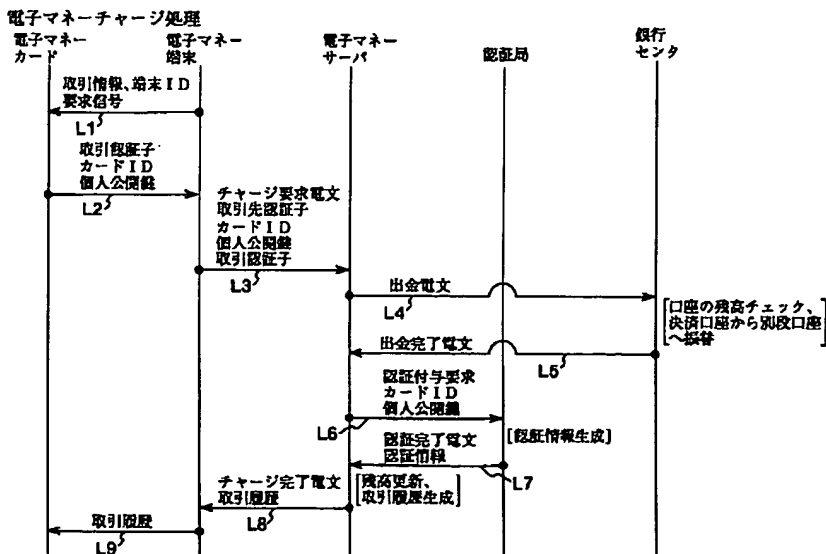 電子マネーチャージ処理
電子マネー
カード
電子マネー
端末
電子マネー
サーバ
認証局
銀行
センタ
取引情報、端末ID
要求信号
L1
取引認証子
カードID
個人公開鍵
L2
チャージ要求電文
取引先認証子
カードID
個人公開鍵
取引認証子
L3
出金電文
L4
[口座の残高チェック、
決済口座から別段口座
へ振替]
出金完了電文
L5
認証付与要求
カードID
個人公開鍵
L6
[認証情報生成]
認証完了電文
認証情報
L7
チャージ完了電文
取引履歴
L8
[残高更新、
取引履歴生成]
取引履歴
L9